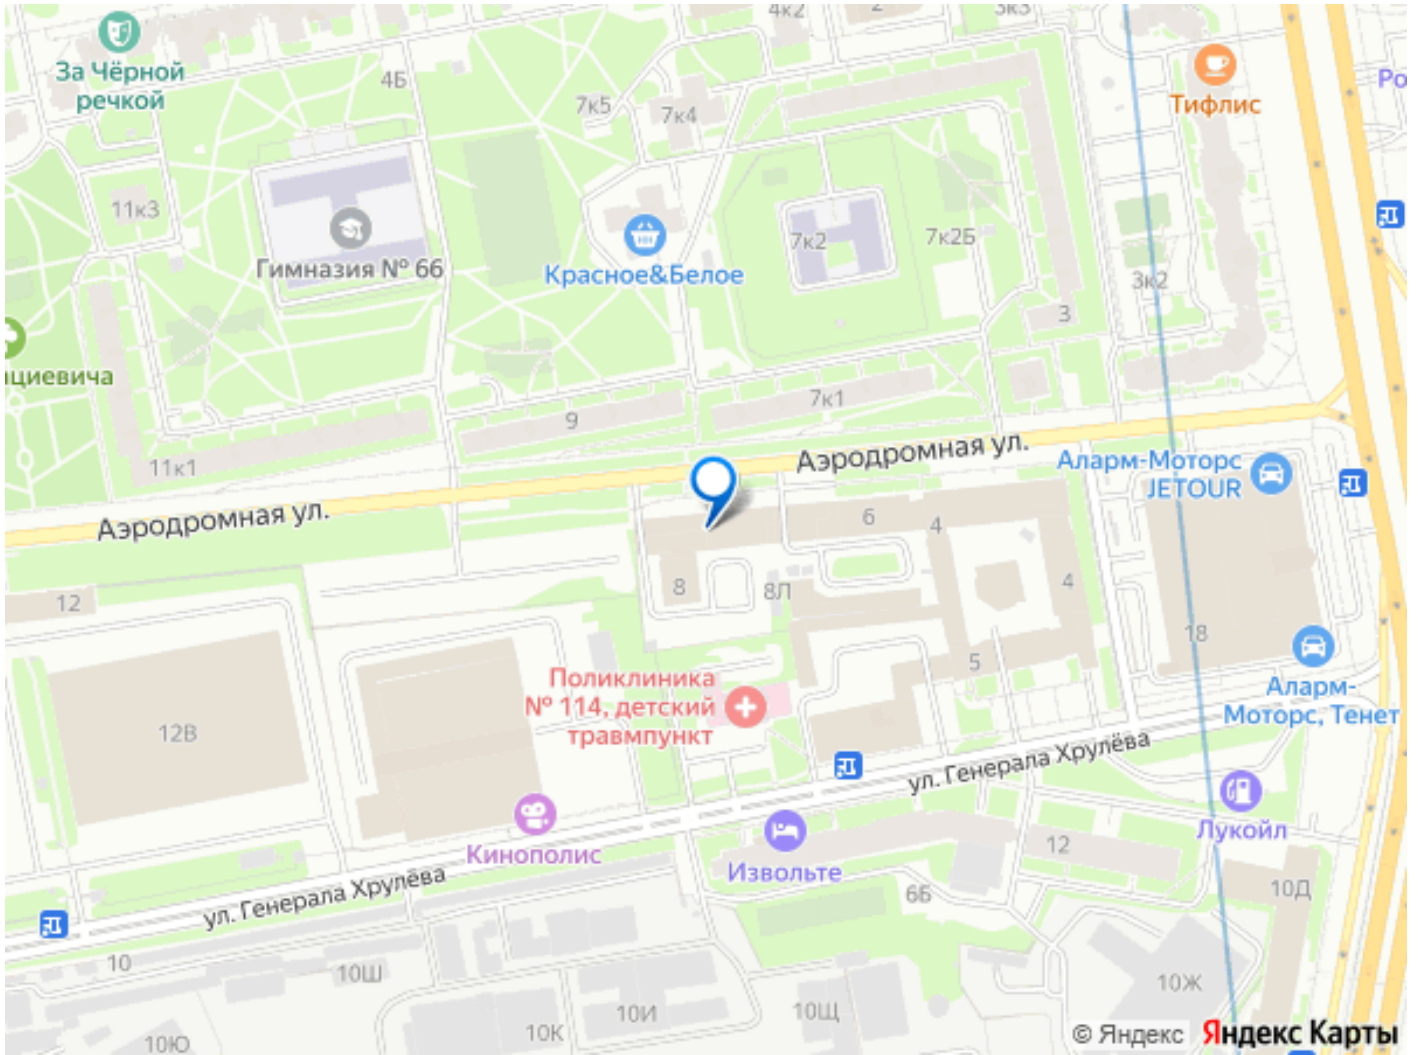 4к2
2
3к3
За Чёрной
речкой
4Б
Тифлис
Ро
7к5
7к4
11к3
Гимназия № 66
Красное&Белое
7к2
7к2Б
3к2
3
циевича
7к1
9
11к1
Аэродромная ул.
Аларм-Моторс
JETOUR
Аэродромная ул.
6
4
8
8Л
4
12
18
5
Поликлиника
№ 114, детский
травмпункт
Аларм-
Моторс, Тенет
12В
ул. Генерала Хрулёва
Лукойл
Кинополис
Извольте
12
ул. Генерала Хрулёва
6Б
10Д
10
10Ш
10Ж
10И
10Щ
10К
10Ю
© Яндекс
Яндекс Карты